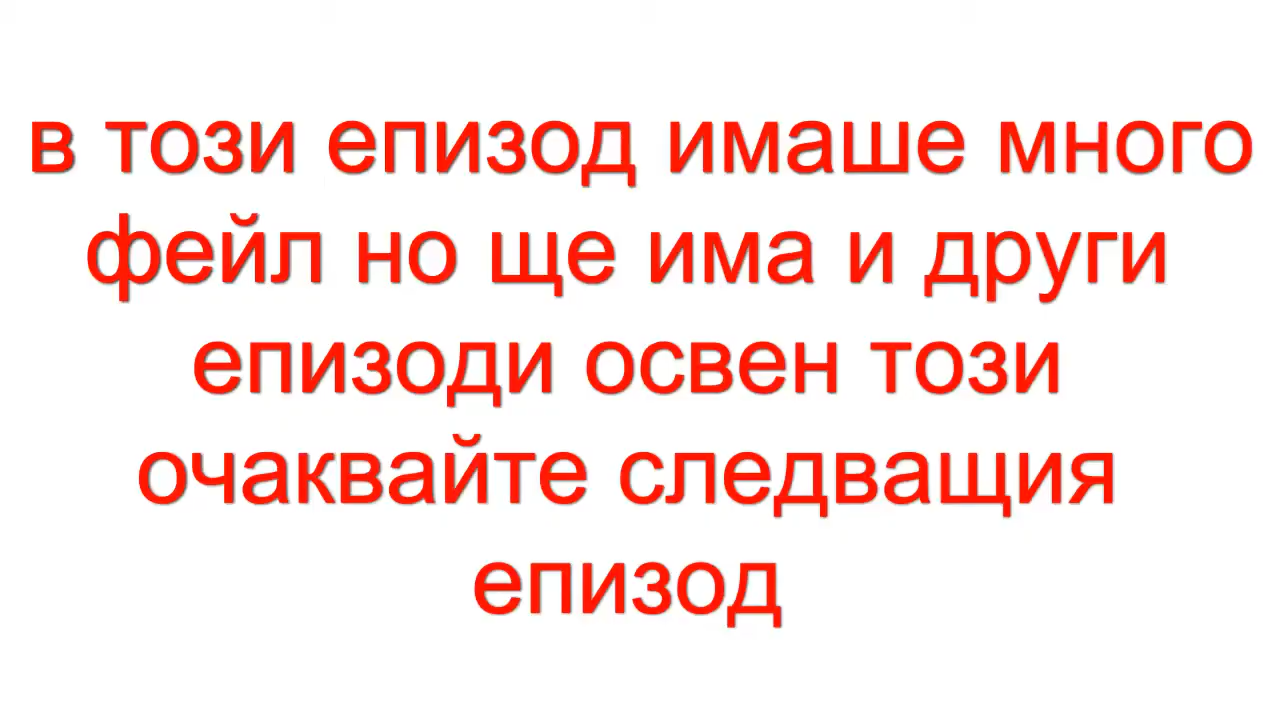 в този епизод имаше много
фейл но ще има и други
епизоди освен този
очаквайте следващия
епизод